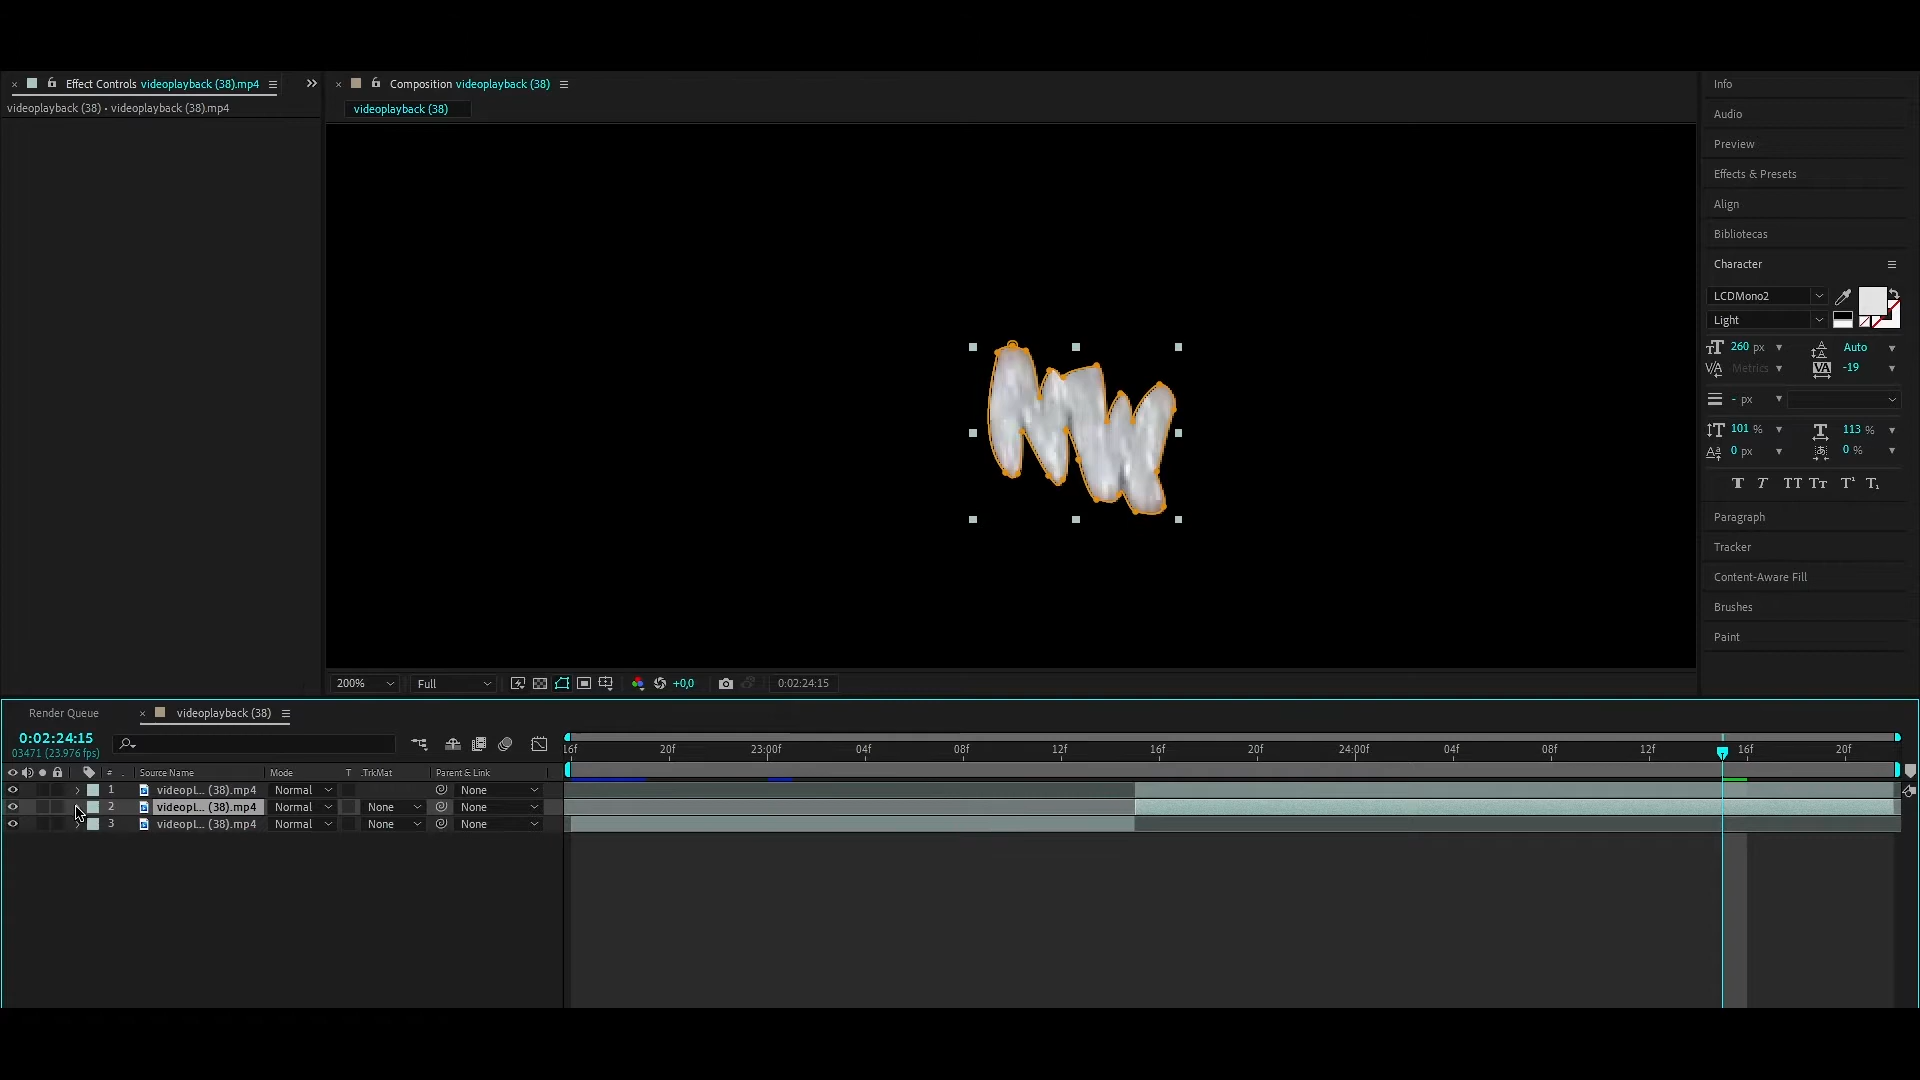 Effect Controls videoplayback (38).mp4
videoplayback (38) • videoplayback (38).mp4
Composition videoplayback (38)
videoplayback (38)
200%
Full
+0,0
0:02:24:15
Info
Audio
Preview
Effects & Presets
Align
Bibliotecas
Character
LCDMono2
Light
260 px
Auto
Metrics
-19
- px
101 %
113 %
0 px
0 %
T T TT Tt T¹ T₁
Paragraph
Tracker
Content-Aware Fill
Brushes
Paint
Render Queue
videoplayback (38)
0:02:24:15
03471 (23.976 fps)
16f 20f 23:00f 04f 08f 12f 16f 20f 24:00f 04f 08f 12f 16f 20f
# Source Name Mode T .TrkMat Parent & Link
1 videopl... (38).mp4 Normal None
2 videopl... (38).mp4 Normal None None
3 videopl... (38).mp4 Normal None None